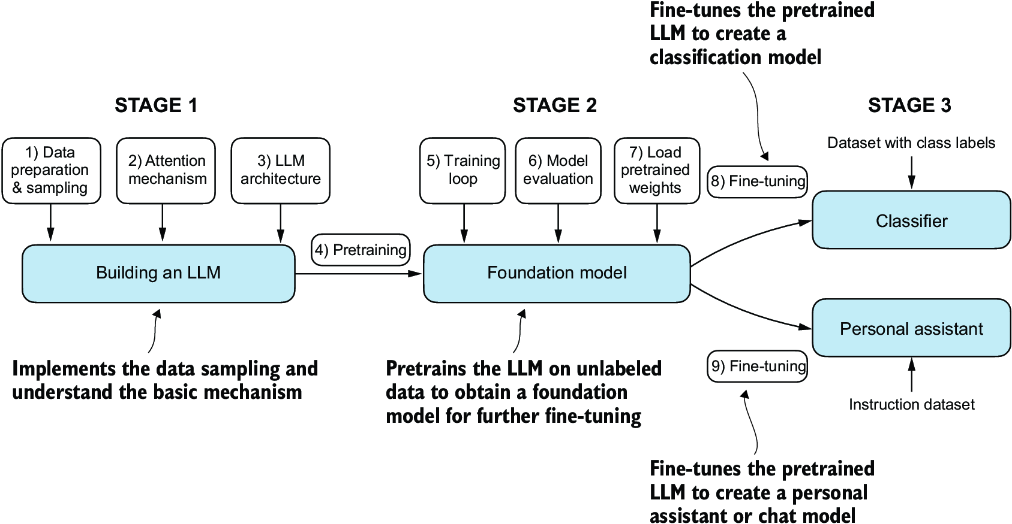 Fine-tunes the pretrained
LLM to create a
classification model
STAGE 1
STAGE 2
STAGE 3
1) Data
preparation
& sampling
2) Attention
mechanism
3) LLM
architecture
5) Training
loop
6) Model
evaluation
7) Load
pretrained
weights
8) Fine-tuning
Dataset with class labels
Classifier
4) Pretraining
Building an LLM
Foundation model
Personal assistant
Implements the data sampling and
understand the basic mechanism
Pretrains the LLM on unlabeled
data to obtain a foundation
model for further fine-tuning
9) Fine-tuning
Instruction dataset
Fine-tunes the pretrained
LLM to create a personal
assistant or chat model